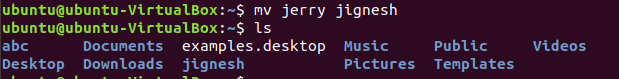 ubuntu@ubuntu-VirtualBox:~$ mv jerry jignesh
ubuntu@ubuntu-VirtualBox:~$ ls
abc Documents examples.desktop Music Public Videos
Desktop Downloads jignesh Pictures Templates